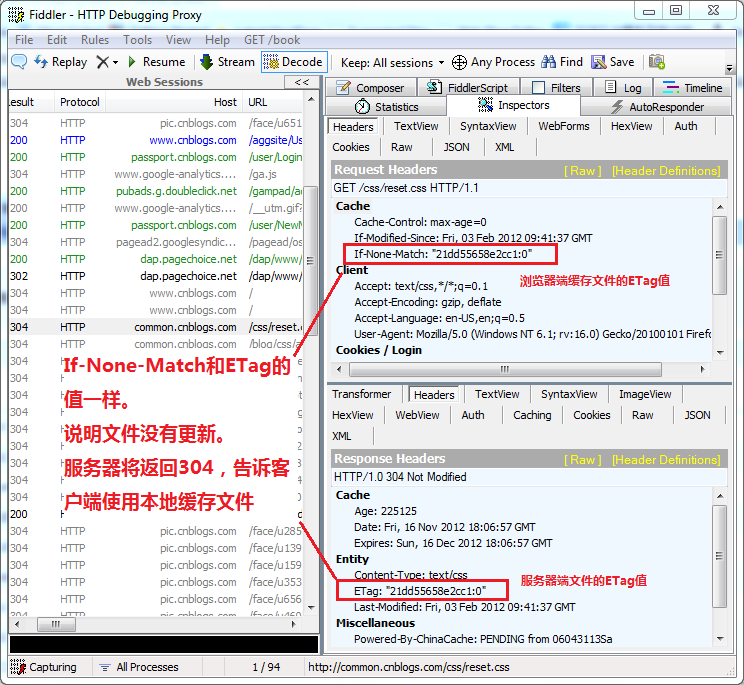 Fiddler - HTTP Debugging Proxy
File Edit Rules Tools View Help GET /book
Replay Resume Stream Decode Keep: All sessions Any Process Find Save
Web Sessions <<
Protocol Host URL
304 HTTP pic.cnblogs.com /face/u651
200 HTTP www.cnblogs.com /aggsite/Us
200 HTTP passport.cnblogs.com /user/Login
304 HTTP www.google-analytics.... /ga.js
200 HTTP pubads.g.doubleclick.net /gampad/a
200 HTTP www.google-analytics.... /__utm.gif?
200 HTTP passport.cnblogs.com /user/NewM
304 HTTP pagead2.googlesyndic... /pagead/os
200 HTTP dap.pagechoice.net /dap/www/
302 HTTP dap.pagechoice.net /dap/002/
304 HTTP www.cnblogs.com /
304 HTTP www.cnblogs.com /
304 HTTP common.cnblogs.com /css/reset.c
304 HTTP common.cnblogs.com /blog/css/a
If-None-Match和ETag的
值一样。
说明文件没有更新。
服务器将返回304，告诉客
户端使用本地缓存文件
304
304
304
304
304
304
200
304 HTTP pic.cnblogs.com /face/u285
304 HTTP pic.cnblogs.com /face/u139
304 HTTP pic.cnblogs.com /face/u159
304 HTTP pic.cnblogs.com /face/u353
304 HTTP pic.cnblogs.com /face/u656
304 HTTP pic.cnblogs.com /face/u460
Composer FiddlerScript Filters Log Timeline
Statistics Inspectors AutoResponder
Headers TextView SyntaxView WebForms HexView Auth
Cookies Raw JSON XML
Request Headers [ Raw ] [Header Definitions]
GET /css/reset.css HTTP/1.1
Cache
Cache-Control: max-age=0
If-Modified-Since: Fri, 03 Feb 2012 09:41:37 GMT
If-None-Match: "21dd55658e2cc1:0"
浏览器端缓存文件的ETag值
Client
Accept: text/css,*/*;q=0.1
Accept-Encoding: gzip, deflate
Accept-Language: en-US,en;q=0.5
User-Agent: Mozilla/5.0 (Windows NT 6.1; rv:16.0) Gecko/20100101 Firefo
Cookies / Login
Transformer Headers TextView SyntaxView ImageView
HexView WebView Auth Caching Cookies Raw JSON
XML
Response Headers [ Raw ] [Header Definitions]
HTTP/1.0 304 Not Modified
Cache
Age: 225125
Date: Fri, 16 Nov 2012 18:06:57 GMT
Expires: Sun, 16 Dec 2012 18:06:57 GMT
Entity
Content-Type: text/css
ETag: "21dd55658e2cc1:0"
服务器端文件的ETag值
Last-Modified: Fri, 03 Feb 2012 09:41:37 GMT
Miscellaneous
Powered-By-ChinaCache: PENDING from 06043113Sa
Capturing All Processes 1 / 94 http://common.cnblogs.com/css/reset.css